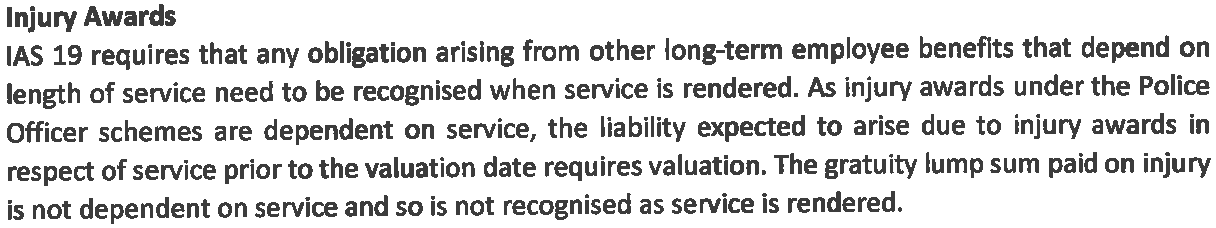 Injury Awards
IAS 19 requires that any obligation arising from other long-term employee benefits that depend on
length of service need to be recognised when service is rendered. As injury awards under the Police
Officer schemes are dependent on service, the liability expected to arise due to injury awards in
respect of service prior to the valuation date requires valuation. The gratuity lump sum paid on injury
is not dependent on service and so is not recognised as service is rendered.